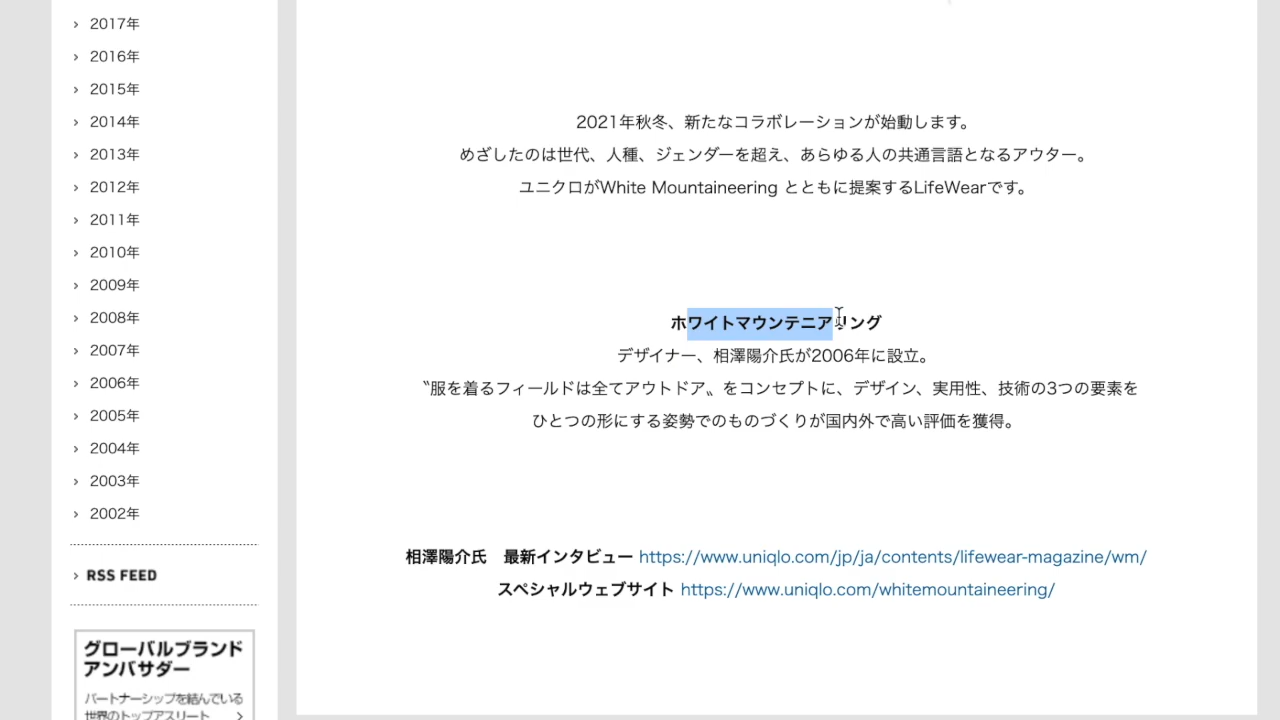 2017年
2016年
2015年
2014年
2013年
2012年
2011年
2010年
2009年
2008年
2007年
2006年
2005年
2004年
2003年
2002年
RSS FEED
グローバルブランド
アンバサダー
パートナーシップを結んでいる
世界のトップアスリート
2021年秋冬、新たなコラボレーションが始動します。
めざしたのは世代、人種、ジェンダーを超え、あらゆる人の共通言語となるアウター。
ユニクロがWhite Mountaineering とともに提案するLifeWearです。
ホワイトマウンテニアリング
デザイナー、相澤陽介氏が2006年に設立。
〝服を着るフィールドは全てアウトドア〟をコンセプトに、デザイン、実用性、技術の3つの要素を
ひとつの形にする姿勢でのものづくりが国内外で高い評価を獲得。
相澤陽介氏　最新インタビュー https://www.uniqlo.com/jp/ja/contents/lifewear-magazine/wm/
スペシャルウェブサイト https://www.uniqlo.com/whitemountaineering/